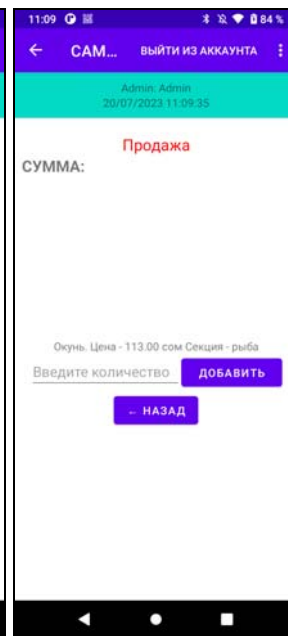 11:09 84 %
← САМ... ВЫЙТИ ИЗ АККАУНТА
Admin: Admin
20/07/2023 11:09:35
Продажа
СУММА:
Окунь. Цена - 113.00 сом Секция - рыба
Введите количество ДОБАВИТЬ
← НАЗАД